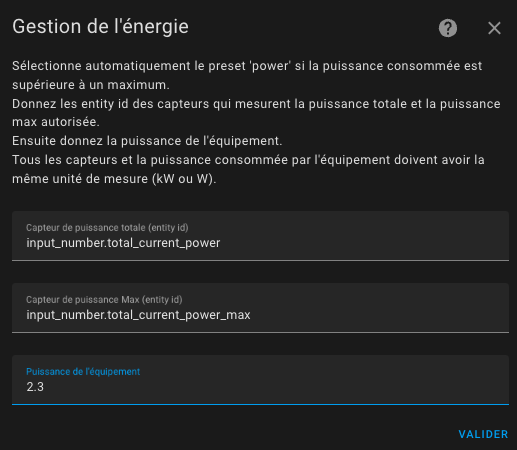 Gestion de l'énergie
Sélectionne automatiquement le preset 'power' si la puissance consommée est
supérieure à un maximum.
Donnez les entity id des capteurs qui mesurent la puissance totale et la puissance
max autorisée.
Ensuite donnez la puissance de l'équipement.
Tous les capteurs et la puissance consommée par l'équipement doivent avoir la
même unité de mesure (kW ou W).
Capteur de puissance totale (entity id)
input_number.total_current_power
Capteur de puissance Max (entity id)
input_number.total_current_power_max
Puissance de l'équipement
2.3
VALIDER